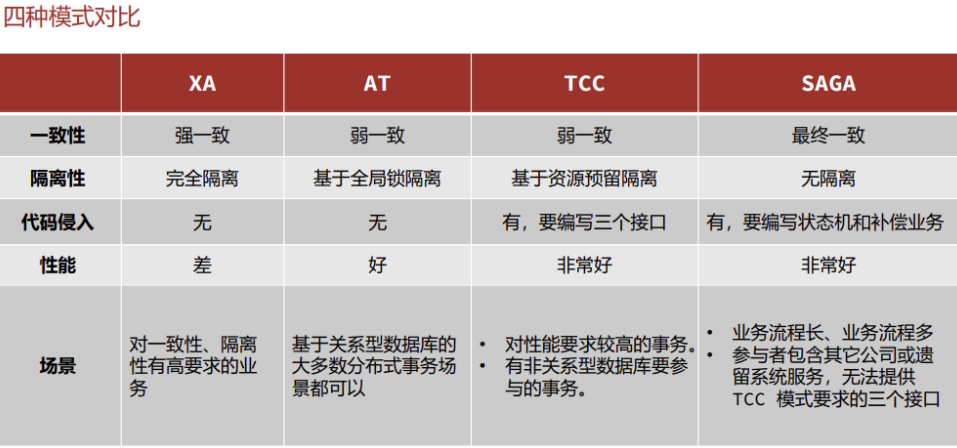 四种模式对比
XA AT TCC SAGA
一致性 强一致 弱一致 弱一致 最终一致
隔离性 完全隔离 基于全局锁隔离 基于资源预留隔离 无隔离
代码侵入 无 无 有，要编写三个接口 有，要编写状态机和补偿业务
性能 差 好 非常好 非常好
场景
对一致性、隔离
性有高要求的业
务
基于关系型数据库的
大多数分布式事务场
景都可以
• 对性能要求较高的事务。
• 有非关系型数据库要参
与的事务。
• 业务流程长、业务流程多
• 参与者包含其它公司或遗
留系统服务，无法提供
TCC 模式要求的三个接口